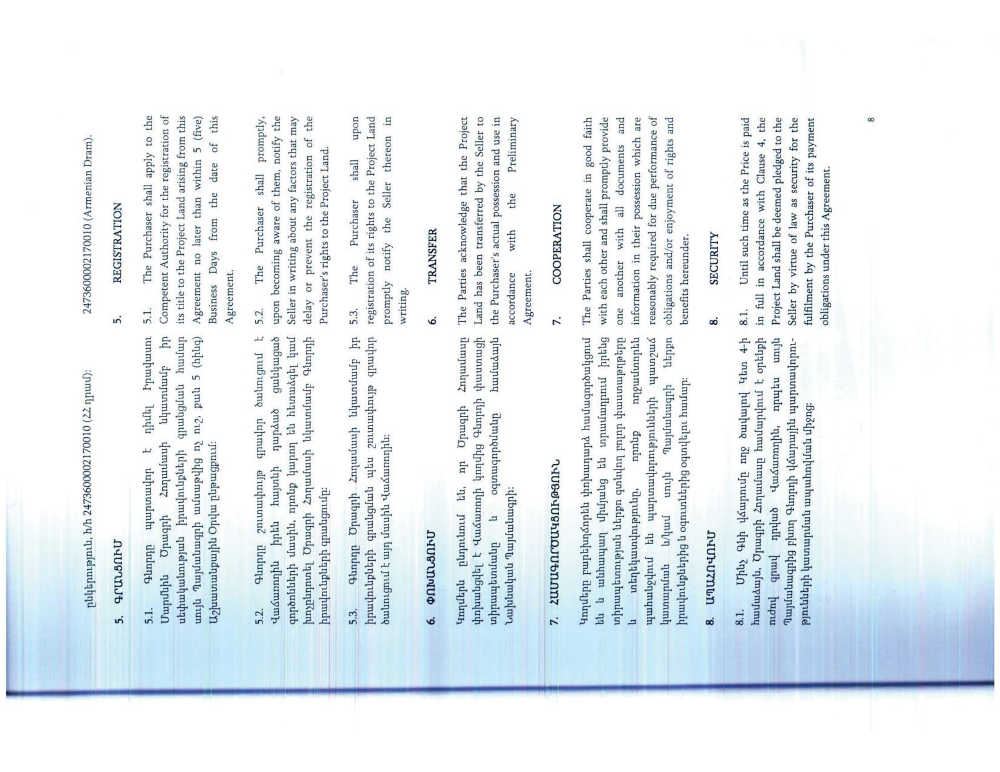 ընկերություն, հ/հ 2473600002170010 (ՀՀ դրամ):
5. ԳՐԱՆՑՈՒՄ
5.1. Գնորդը պարտավոր է դիմել Իրավասու
Մարմնին Ծրագրի Հողամասի նկատմամբ իր
սեփականության իրավունքների գրանցման համար
սույն Պայմանագրի ամսաթվից ոչ ուշ, քան 5 (հինգ)
Աշխատանքային Օրվա ընթացքում:
5.2. Գնորդը շուտափույթ գրավոր ծանուցում է
Վաճառողին իրեն հայտնի դարձած ցանկացած
գործոնների մասին, որոնք կարող են հետաձգել կամ
խոչընդոտել Ծրագրի Հողամասի նկատմամբ Գնորդի
իրավունքների գրանցումը:
5.3. Գնորդը Ծրագրի Հողամասի նկատմամբ իր
իրավունքների գրանցման պես շուտափույթ գրավոր
ծանուցում է այդ մասին Վաճառողին:
6. ՓՈԽԱՆՑՈՒՄ
Կողմերն ընդունում են, որ Ծրագրի Հողամասը
փոխանցվել է Վաճառողի կողմից Գնորդի փաստացի
տիրապետմանը և օգտագործմանը համաձայն
Նախնական Պայմանագրի:
7. ՀԱՄԱԳՈՐԾԱԿՑՈՒԹՅՈՒՆ
Կողմերը բարեխղճորեն փոխադարձ համագործակցում
են և անհապաղ միմյանց են տրամադրում իրենց
տիրապետության ներքո գտնվող բոլոր փաստաթղթերը
և տեղեկատվությունը, որոնք ողջամտորեն
պահանջվում են պարտավորությունների պատշաճ
կատարման և/կամ սույն Պայմանագրի ներքո
իրավունքներից և օգուտներից օգտվելու համար:
8. ԱՊԱՀՈՎՈՒՄ
8.1. Մինչ Գնի վճարումը ողջ ծավալով Կետ 4-ի
համաձայն, Ծրագրի Հողամասը համարվում է օրենքի
ուժով գրավ դրված Վաճառողին, որպես սույն
Պայմանագրից բխող Գնորդի վճարային պարտավորու-
թյունների կատարման ապահովման միջոց:
2473600002170010 (Armenian Dram).
5. REGISTRATION
5.1. The Purchaser shall apply to the
Competent Authority for the registration of
its title to the Project Land arising from this
Agreement no later than within 5 (five)
Business Days from the date of this
Agreement.
5.2. The Purchaser shall promptly,
upon becoming aware of them, notify the
Seller in writing about any factors that may
delay or prevent the registration of the
Purchaser's rights to the Project Land.
5.3. The Purchaser shall upon
registration of its rights to the Project Land
promptly notify the Seller thereon in
writing.
6. TRANSFER
The Parties acknowledge that the Project
Land has been transferred by the Seller to
the Purchaser's actual possession and use in
accordance with the Preliminary
Agreement.
7. COOPERATION
The Parties shall cooperate in good faith
with each other and shall promptly provide
one another with all documents and
information in their possession which are
reasonably required for due performance of
obligations and/or enjoyment of rights and
benefits hereunder.
8. SECURITY
8.1. Until such time as the Price is paid
in full in accordance with Clause 4, the
Project Land shall be deemed pledged to the
Seller by virtue of law as security for the
fulfilment by the Purchaser of its payment
obligations under this Agreement.
8